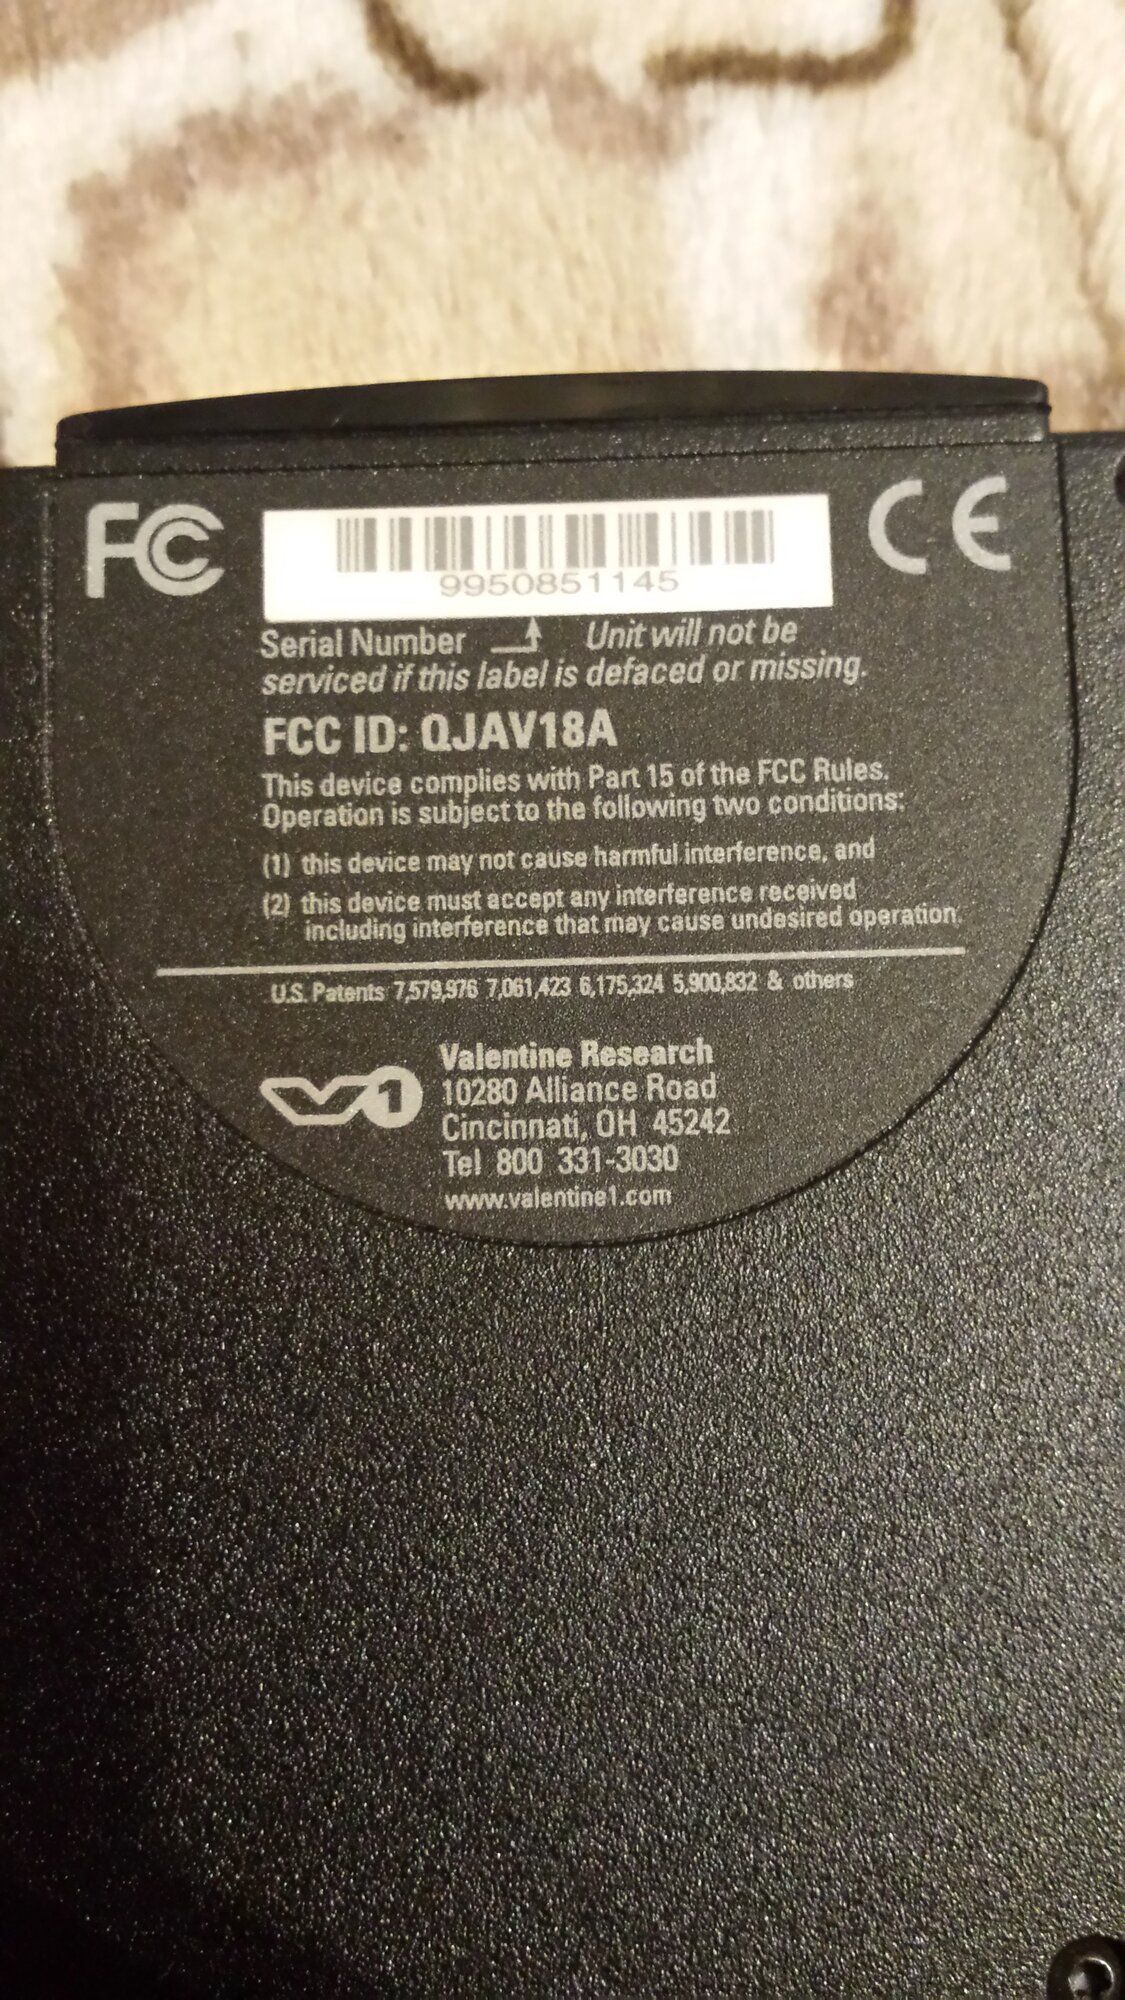 FC CE
9950851145
Serial Number Unit will not be
serviced if this label is defaced or missing.
FCC ID: QJAV18A
This device complies with Part 15 of the FCC Rules.
Operation is subject to the following two conditions:
(1) this device may not cause harmful interference, and
(2) this device must accept any interference received
including interference that may cause undesired operation.
U.S. Patents 7,579,976 7,061,423 6,175,324 5,900,832 & others
V1
Valentine Research
10280 Alliance Road
Cincinnati, OH 45242
Tel 800 331-3030
www.valentine1.com